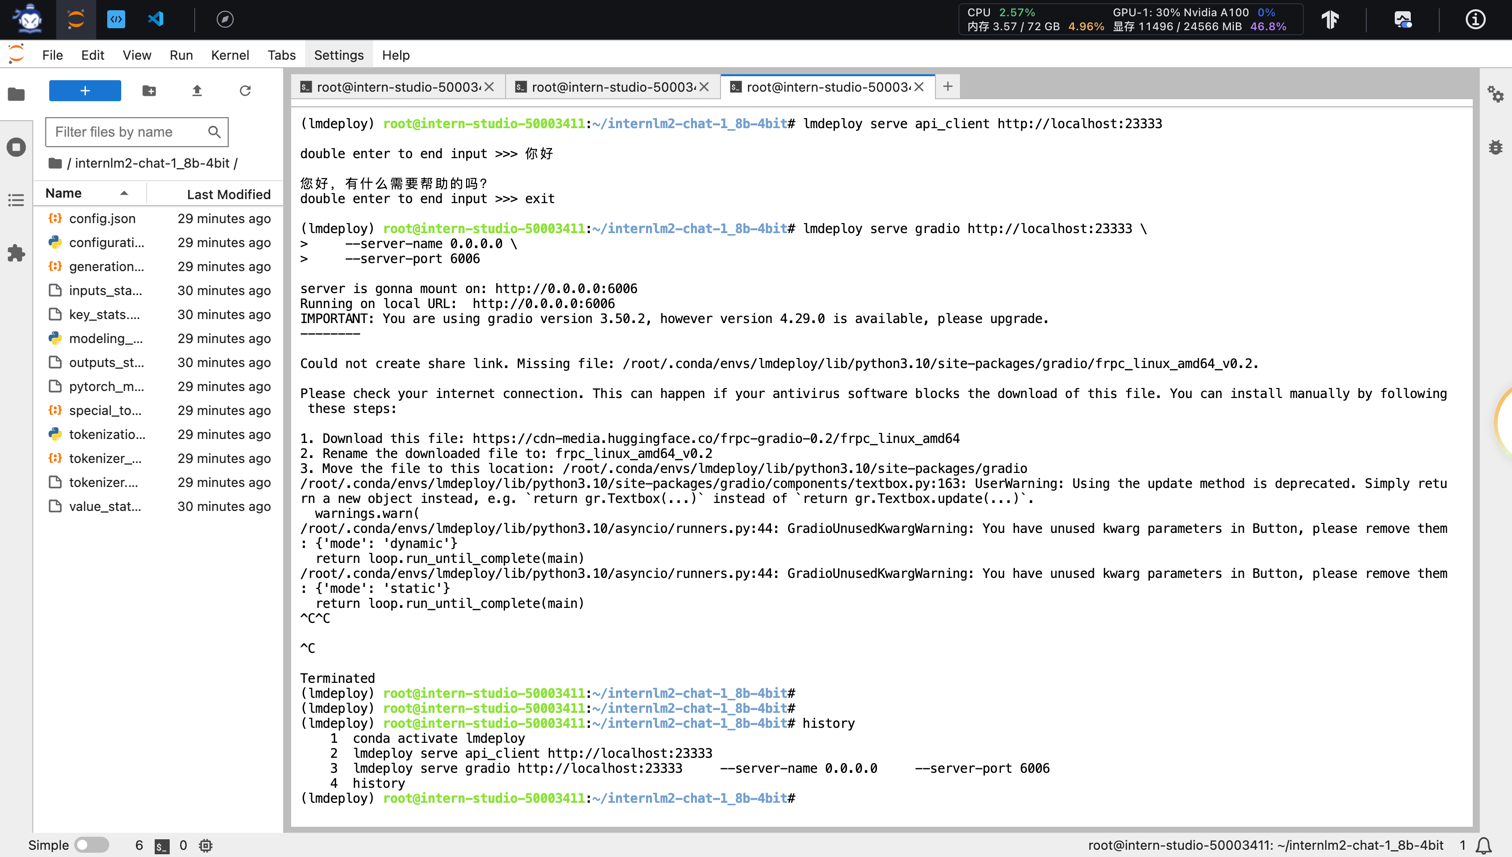 CPU 2.57% GPU-1: 30% Nvidia A100 0%
内存 3.57 / 72 GB 4.96% 显存 11496 / 24566 MiB 46.8%
File Edit View Run Kernel Tabs Settings Help
root@intern-studio-50003 root@intern-studio-50003 root@intern-studio-50003
Filter files by name
/ internlm2-chat-1_8b-4bit /
Name Last Modified
config.json 29 minutes ago
configurati... 29 minutes ago
generation... 29 minutes ago
inputs_sta... 30 minutes ago
key_stats.... 30 minutes ago
modeling_... 29 minutes ago
outputs_st... 30 minutes ago
pytorch_m... 29 minutes ago
special_to... 29 minutes ago
tokenizatio... 29 minutes ago
tokenizer_... 29 minutes ago
tokenizer.... 29 minutes ago
value_stat... 30 minutes ago
(lmdeploy) root@intern-studio-50003411:~/internlm2-chat-1_8b-4bit# lmdeploy serve api_client http://localhost:23333
double enter to end input >>> 你好
您好，有什么需要帮助的吗？
double enter to end input >>> exit
(lmdeploy) root@intern-studio-50003411:~/internlm2-chat-1_8b-4bit# lmdeploy serve gradio http://localhost:23333 \
> --server-name 0.0.0.0 \
> --server-port 6006
server is gonna mount on: http://0.0.0.0:6006
Running on local URL:  http://0.0.0.0:6006
IMPORTANT: You are using gradio version 3.50.2, however version 4.29.0 is available, please upgrade.
--------
Could not create share link. Missing file: /root/.conda/envs/lmdeploy/lib/python3.10/site-packages/gradio/frpc_linux_amd64_v0.2.
Please check your internet connection. This can happen if your antivirus software blocks the download of this file. You can install manually by following
these steps:
1. Download this file: https://cdn-media.huggingface.co/frpc-gradio-0.2/frpc_linux_amd64
2. Rename the downloaded file to: frpc_linux_amd64_v0.2
3. Move the file to this location: /root/.conda/envs/lmdeploy/lib/python3.10/site-packages/gradio
/root/.conda/envs/lmdeploy/lib/python3.10/site-packages/gradio/components/textbox.py:163: UserWarning: Using the update method is deprecated. Simply retu
rn a new object instead, e.g. `return gr.Textbox(...)` instead of `return gr.Textbox.update(...)`.
warnings.warn(
/root/.conda/envs/lmdeploy/lib/python3.10/asyncio/runners.py:44: GradioUnusedKwargWarning: You have unused kwarg parameters in Button, please remove them
: {'mode': 'dynamic'}
return loop.run_until_complete(main)
/root/.conda/envs/lmdeploy/lib/python3.10/asyncio/runners.py:44: GradioUnusedKwargWarning: You have unused kwarg parameters in Button, please remove them
: {'mode': 'static'}
return loop.run_until_complete(main)
^C^C
^C
Terminated
(lmdeploy) root@intern-studio-50003411:~/internlm2-chat-1_8b-4bit#
(lmdeploy) root@intern-studio-50003411:~/internlm2-chat-1_8b-4bit#
(lmdeploy) root@intern-studio-50003411:~/internlm2-chat-1_8b-4bit# history
1 conda activate lmdeploy
2 lmdeploy serve api_client http://localhost:23333
3 lmdeploy serve gradio http://localhost:23333 --server-name 0.0.0.0 --server-port 6006
4 history
(lmdeploy) root@intern-studio-50003411:~/internlm2-chat-1_8b-4bit#
Simple 6 0 root@intern-studio-50003411: ~/internlm2-chat-1_8b-4bit 1